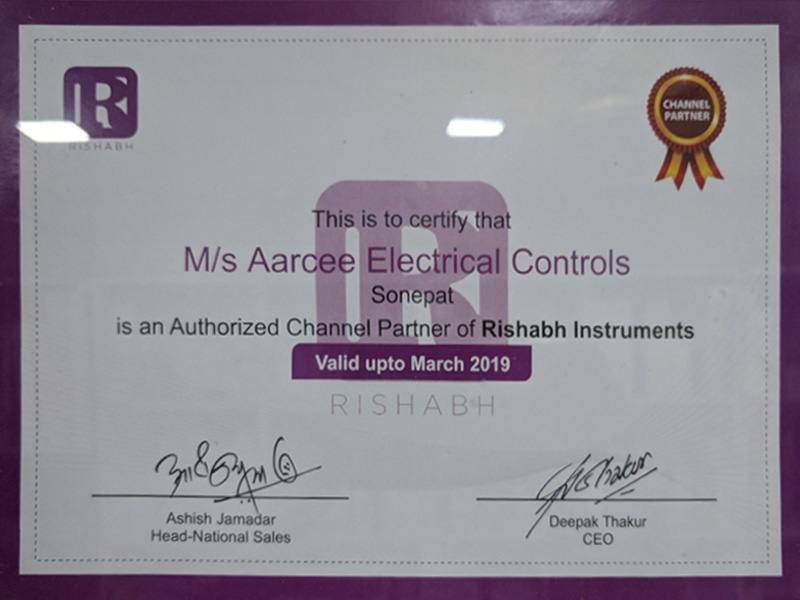 RISHABH
CHANNEL
PARTNER
This is to certify that
M/s Aarcee Electrical Controls
Sonepat
is an Authorized Channel Partner of Rishabh Instruments
Valid upto March 2019
RISHABH
Ashish Jamadar
Head-National Sales
Deepak Thakur
CEO